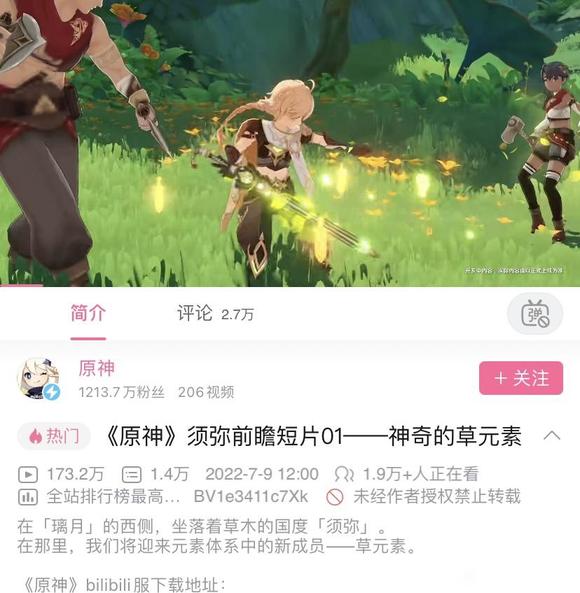 开发中内容，实际内容请以正式上线为准
简介
评论 2.7万
弹
原神
1213.7万粉丝 206视频
+ 关注
热门 《原神》须弥前瞻短片01——神奇的草元素
173.2万 1.4万 2022-7-9 12:00 1.9万+人正在看
全站排行榜最高... BV1e3411c7Xk 未经作者授权禁止转载
在「璃月」的西侧，坐落着草木的国度「须弥」。
在那里，我们将迎来元素体系中的新成员——草元素。
《原神》bilibili服下载地址：